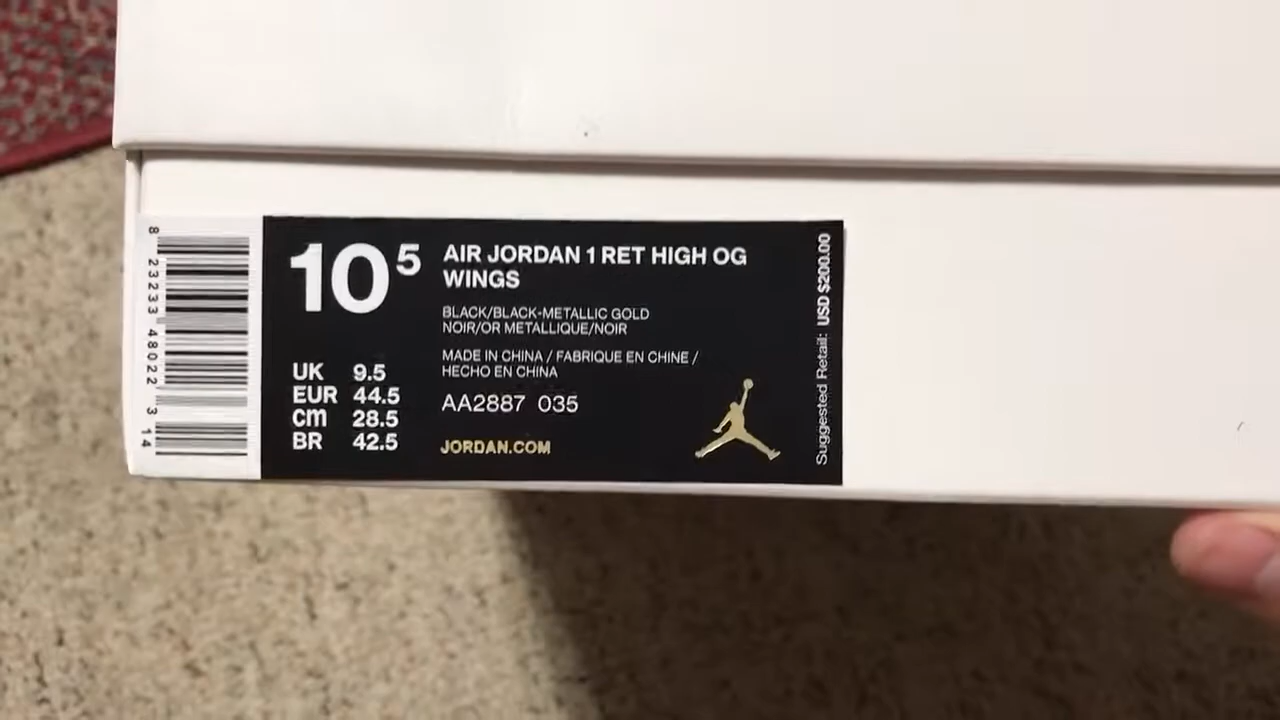 8 23233 48022 3 14
10 5
UK 9.5
EUR 44.5
cm 28.5
BR 42.5
AIR JORDAN 1 RET HIGH OG
WINGS
BLACK/BLACK-METALLIC GOLD
NOIR/OR METALLIQUE/NOIR
MADE IN CHINA / FABRIQUE EN CHINE /
HECHO EN CHINA
AA2887 035
JORDAN.COM
Suggested Retail: USD $200.00